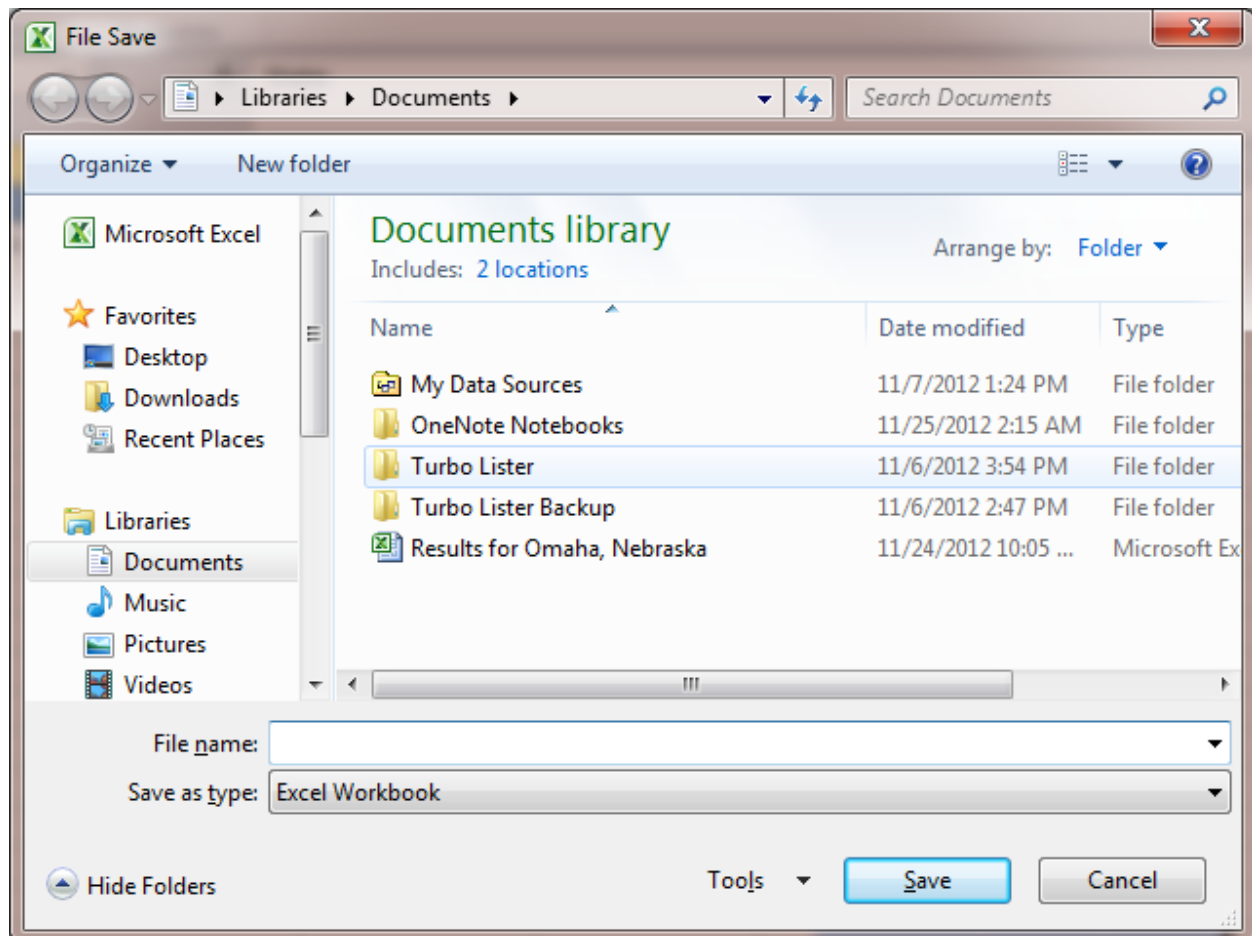 File Save
Libraries Documents Search Documents
Organize New folder
Microsoft Excel
Favorites
Desktop
Downloads
Recent Places
Libraries
Documents
Music
Pictures
Videos
Documents library
Includes: 2 locations
Arrange by: Folder
Name Date modified Type
My Data Sources 11/7/2012 1:24 PM File folder
OneNote Notebooks 11/25/2012 2:15 AM File folder
Turbo Lister 11/6/2012 3:54 PM File folder
Turbo Lister Backup 11/6/2012 2:47 PM File folder
Results for Omaha, Nebraska 11/24/2012 10:05 ... Microsoft Ex
File name:
Save as type: Excel Workbook
Hide Folders Tools Save Cancel